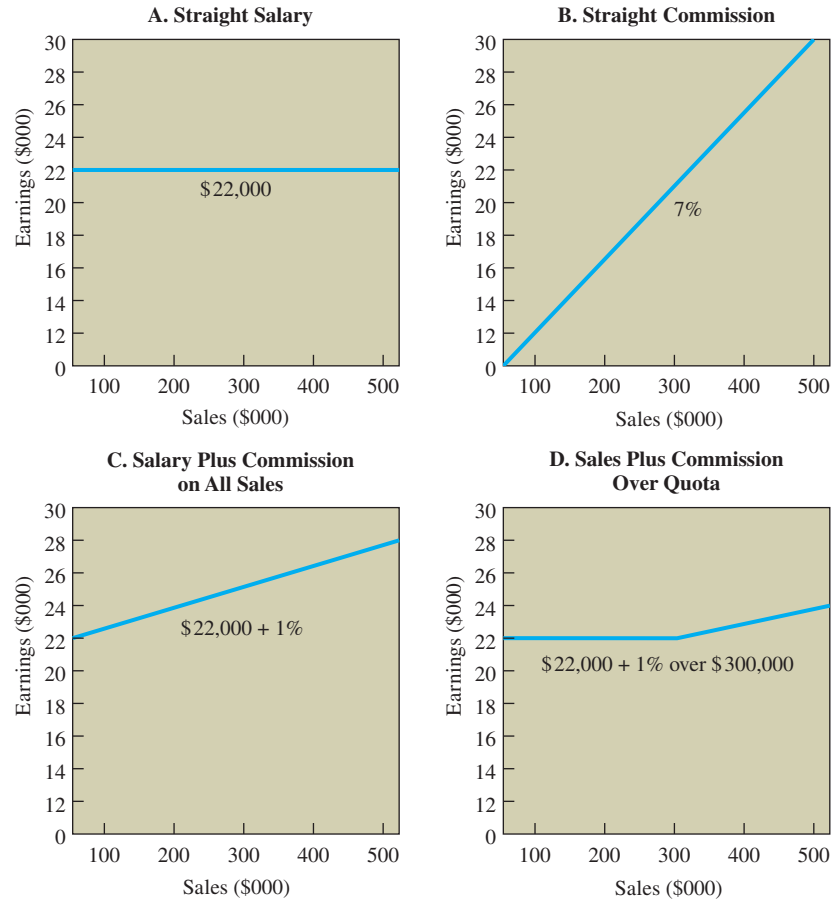 A. Straight Salary
30
28
26
24
22
20
18
16
14
12
0
Earnings ($000)
$22,000
100 200 300 400 500
Sales ($000)
B. Straight Commission
30
28
26
24
22
20
18
16
14
12
0
Earnings ($000)
7%
100 200 300 400 500
Sales ($000)
C. Salary Plus Commission
on All Sales
30
28
26
24
22
20
18
16
14
12
0
Earnings ($000)
$22,000 + 1%
100 200 300 400 500
Sales ($000)
D. Sales Plus Commission
Over Quota
30
28
26
24
22
20
18
16
14
12
0
Earnings ($000)
$22,000 + 1% over $300,000
100 200 300 400 500
Sales ($000)